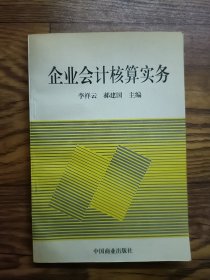 企业会计核算实务
李祥云 郝建国 主编
中国商业出版社